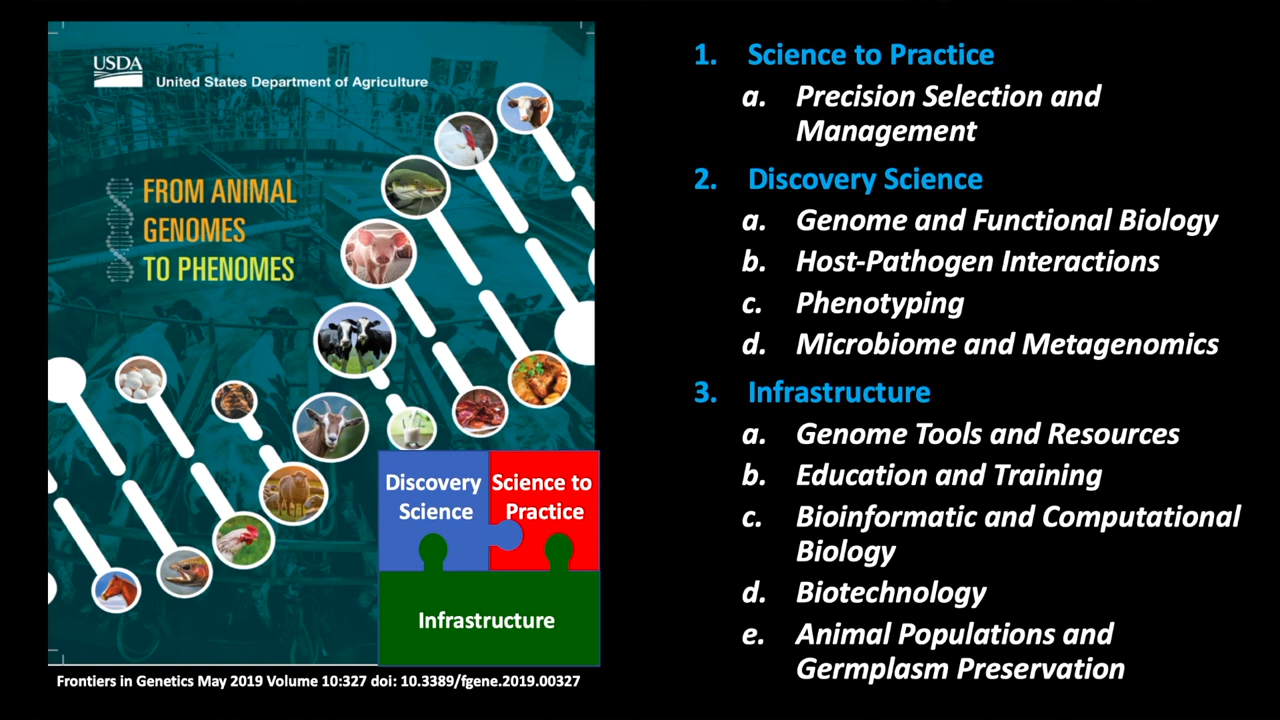 USDA
United States Department of Agriculture
FROM ANIMAL
GENOMES
TO PHENOMES
Discovery
Science
Science to
Practice
Infrastructure
Frontiers in Genetics May 2019 Volume 10:327 doi: 10.3389/fgene.2019.00327
1. Science to Practice
a. Precision Selection and
Management
2. Discovery Science
a. Genome and Functional Biology
b. Host-Pathogen Interactions
c. Phenotyping
d. Microbiome and Metagenomics
3. Infrastructure
a. Genome Tools and Resources
b. Education and Training
c. Bioinformatic and Computational
Biology
d. Biotechnology
e. Animal Populations and
Germplasm Preservation